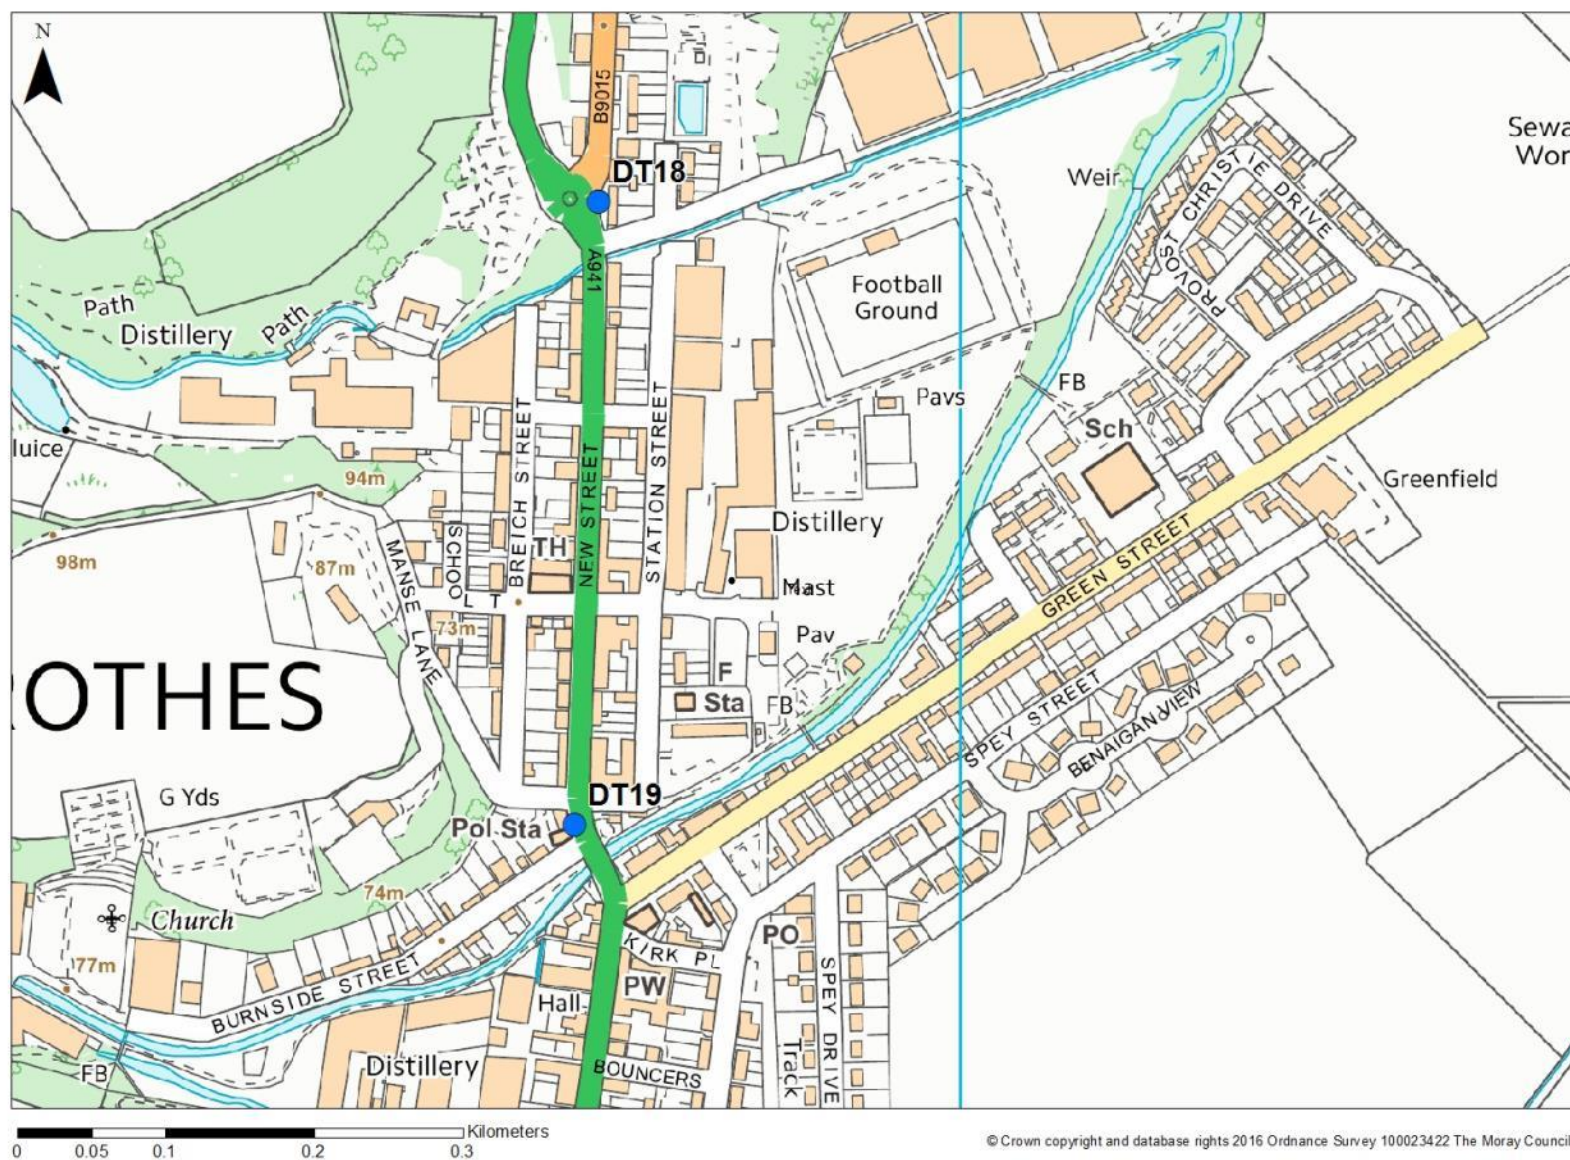 N
B9015
DT18
Sewa
Wor
Weir
PROVOST CHRISTIE DRIVE
A941
Football
Ground
Path
Path
Distillery
FB
Pavs
Sch
luice
94m
Greenfield
BREICH STREET
NEW STREET
STATION STREET
Distillery
98m
87m
MANSE LANE
SCHOOL
TH
L T
Mast
GREEN STREET
73m
Pav
F
Sta
FB
ROTHES
SPEY STREET
BENAIGAN VIEW
DT19
G Yds
Pol Sta
74m
Church
PO
KIRK PL
77m
PW
BURNSIDE STREET
Hall
SPEY DRIVE
Track
Distillery
FB
BOUNCERS
Kilometers
0 0.05 0.1 0.2 0.3
© Crown copyright and database rights 2016 Ordnance Survey 100023422 The Moray Council